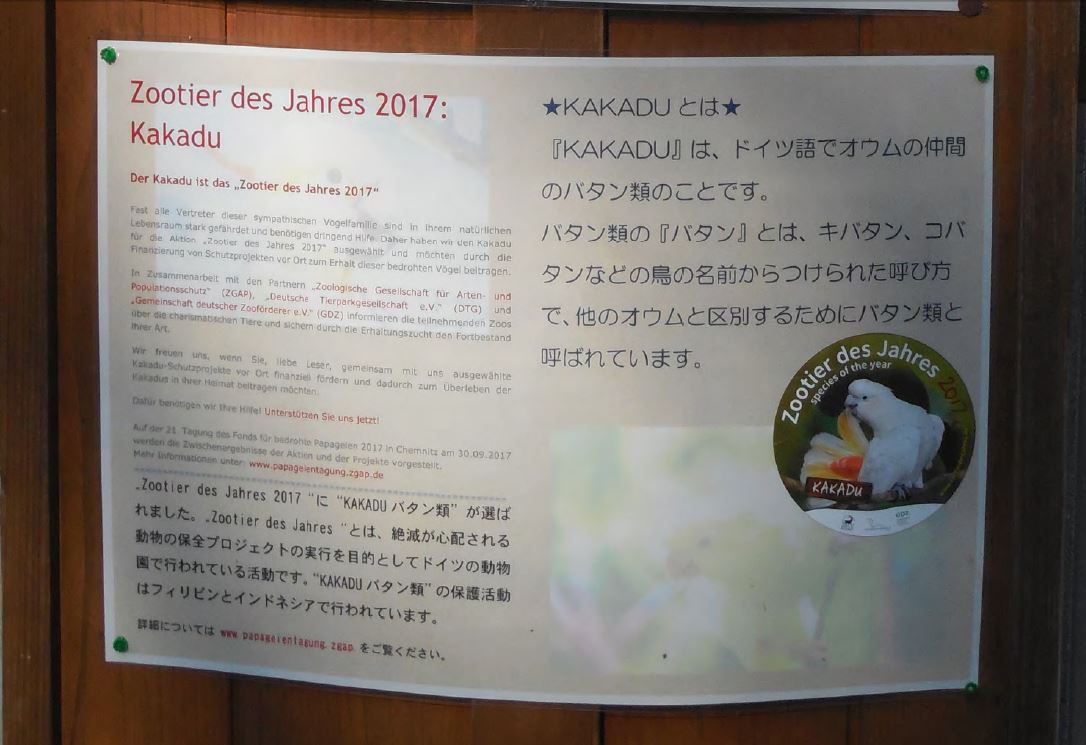 Zootier des Jahres 2017:
Kakadu
Der Kakadu ist das „Zootier des Jahres 2017“
Fast alle Vertreter dieser sympathischen Vogelfamilie sind in ihrem natürlichen
Lebensraum stark gefährdet und benötigen dringend Hilfe. Daher haben wir den Kakadu
für die Aktion „Zootier des Jahres 2017“ ausgewählt und möchten durch die
Finanzierung von Schutzprojekten vor Ort zum Erhalt dieser bedrohten Vögel beitragen.
In Zusammenarbeit mit den Partnern „Zoologische Gesellschaft für Arten- und
Populationsschutz“ (ZGAP), „Deutsche Tierparkgesellschaft e.V.“ (DTG) und
„Gemeinschaft deutscher Zooförderer e.V.“ (GDZ) informieren die teilnehmenden Zoos
über die charismatischen Tiere und sichern durch die Erhaltungszucht den Fortbestand
ihrer Art.
Wir freuen uns, wenn Sie, liebe Leser, gemeinsam mit uns ausgewählte
Kakadu-Schutzprojekte vor Ort finanziell fördern und dadurch zum Überleben der
Kakadus in ihrer Heimat beitragen möchten.
Dafür benötigen wir Ihre Hilfe! Unterstützen Sie uns jetzt!
Auf der 21. Tagung des Fonds für bedrohte Papageien 2017 in Chemnitz am 30.09.2017
werden die Zwischenergebnisse der Aktion und der Projekte vorgestellt.
Mehr Informationen unter: www.papageientagung.zgap.de
„Zootier des Jahres 2017 “に “KAKADU バタン類” が選ば
れました。„Zootier des Jahres “とは、絶滅が心配される
動物の保全プロジェクトの実行を目的としてドイツの動物
園で行われている活動です。“KAKADU バタン類” の保護活動
はフィリピンとインドネシアで行われています。
詳細については www.papageientagung.zgap. をご覧ください。
★KAKADU とは★
『KAKADU』は、ドイツ語でオウムの仲間
のバタン類のことです。
バタン類の『バタン』とは、キバタン、コバ
タンなどの鳥の名前からつけられた呼び方
で、他のオウムと区別するためにバタン類と
呼ばれています。
Zootier des Jahres 2017
species of the year
KAKADU